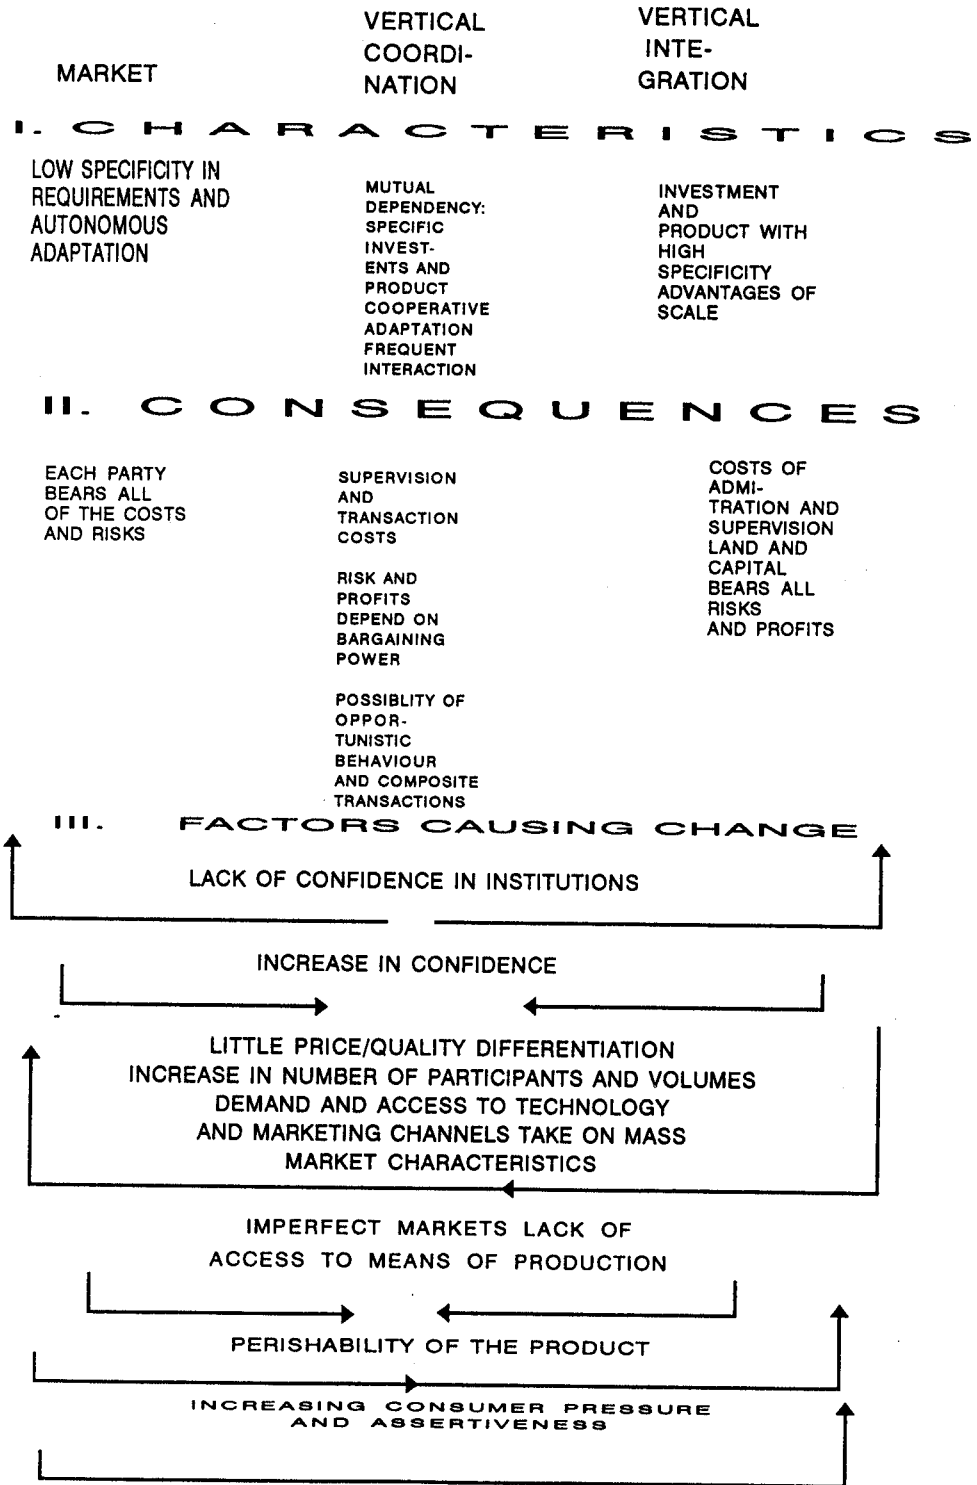 MARKET
VERTICAL
COORDI-
NATION
VERTICAL
INTE-
GRATION
I. CHARACTERISTICS
LOW SPECIFICITY IN
REQUIREMENTS AND
AUTONOMOUS
ADAPTATION
MUTUAL
DEPENDENCY:
SPECIFIC
INVEST-
ENTS AND
PRODUCT
COOPERATIVE
ADAPTATION
FREQUENT
INTERACTION
INVESTMENT
AND
PRODUCT WITH
HIGH
SPECIFICITY
ADVANTAGES OF
SCALE
II. CONSEQUENCES
EACH PARTY
BEARS ALL
OF THE COSTS
AND RISKS
SUPERVISION
AND
TRANSACTION
COSTS
RISK AND
PROFITS
DEPEND ON
BARGAINING
POWER
POSSIBLITY OF
OPPOR-
TUNISTIC
BEHAVIOUR
AND COMPOSITE
TRANSACTIONS
COSTS OF
ADMI-
TRATION AND
SUPERVISION
LAND AND
CAPITAL
BEARS ALL
RISKS
AND PROFITS
III. FACTORS CAUSING CHANGE
LACK OF CONFIDENCE IN INSTITUTIONS
INCREASE IN CONFIDENCE
LITTLE PRICE/QUALITY DIFFERENTIATION
INCREASE IN NUMBER OF PARTICIPANTS AND VOLUMES
DEMAND AND ACCESS TO TECHNOLOGY
AND MARKETING CHANNELS TAKE ON MASS
MARKET CHARACTERISTICS
IMPERFECT MARKETS LACK OF
ACCESS TO MEANS OF PRODUCTION
PERISHABILITY OF THE PRODUCT
INCREASING CONSUMER PRESSURE
AND ASSERTIVENESS